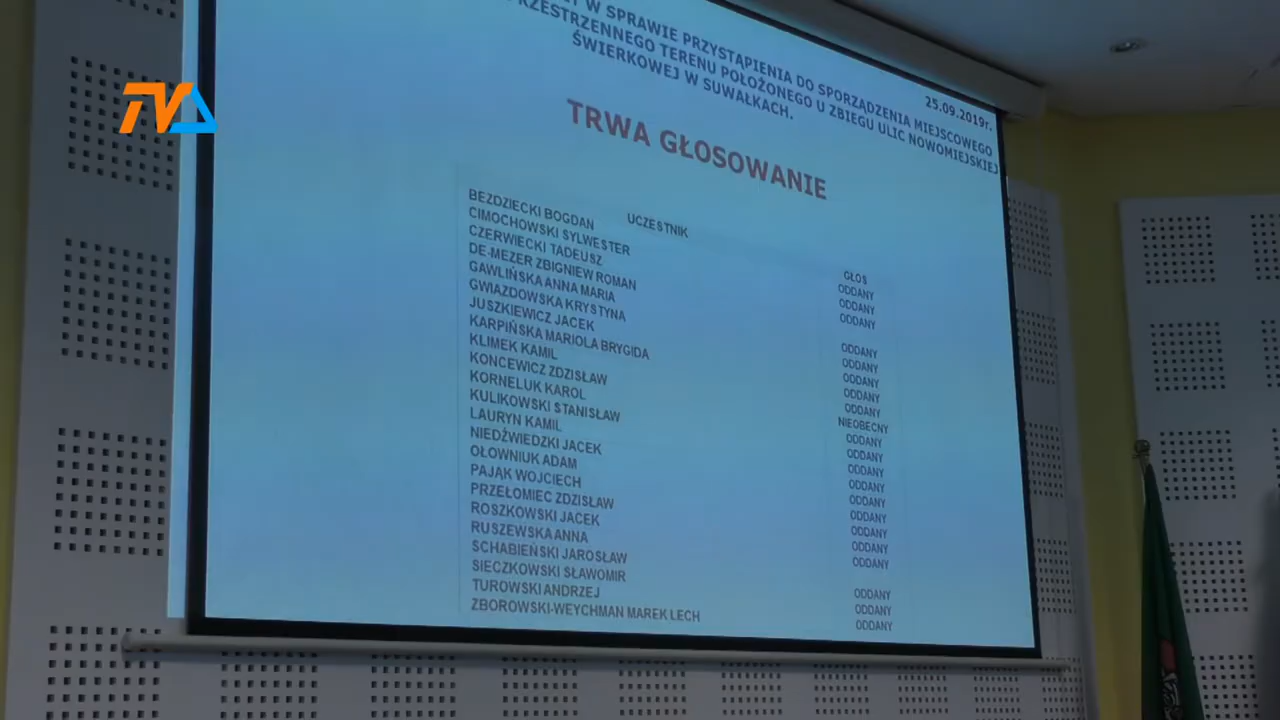 TVA
25.09.2019r.
W SPRAWIE PRZYSTĄPIENIA DO SPORZĄDZENIA MIEJSCOWEGO
PRZESTRZENNEGO TERENU POŁOŻONEGO U ZBIEGU ULIC NOWOMIEJSKIEJ
ŚWIERKOWEJ W SUWAŁKACH.
TRWA GŁOSOWANIE
UCZESTNIK GŁOS
BEZDZIECKI BOGDAN ODDANY
CIMOCHOWSKI SYLWESTER ODDANY
CZERWIECKI TADEUSZ ODDANY
DE-MEZER ZBIGNIEW ROMAN
GAWLIŃSKA ANNA MARIA ODDANY
GWIAZDOWSKA KRYSTYNA ODDANY
JUSZKIEWICZ JACEK ODDANY
KARPIŃSKA MARIOLA BRYGIDA ODDANY
KLIMEK KAMIL ODDANY
KONCEWICZ ZDZISŁAW NIEOBECNY
KORNELUK KAROL ODDANY
KULIKOWSKI STANISŁAW ODDANY
LAURYN KAMIL ODDANY
NIEDŹWIEDZKI JACEK ODDANY
OŁOWNIUK ADAM ODDANY
PAJĄK WOJCIECH ODDANY
PRZEŁOMIEC ZDZISŁAW ODDANY
ROSZKOWSKI JACEK ODDANY
RUSZEWSKA ANNA ODDANY
SCHABIEŃSKI JAROSŁAW
SIECZKOWSKI SŁAWOMIR ODDANY
TUROWSKI ANDRZEJ ODDANY
ZBOROWSKI-WEYCHMAN MAREK LECH ODDANY